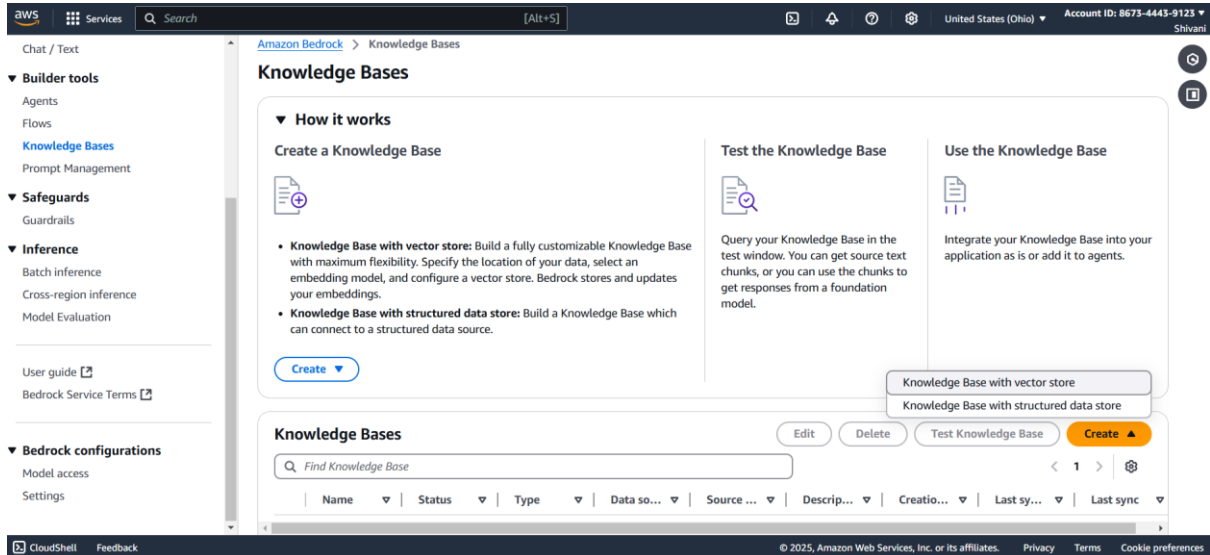 aws
Services
Search
[Alt+S]
United States (Ohio)
Account ID: 8673-4443-9123
Shivani
Chat / Text
Builder tools
Agents
Flows
Knowledge Bases
Prompt Management
Safeguards
Guardrails
Inference
Batch inference
Cross-region inference
Model Evaluation
User guide
Bedrock Service Terms
Bedrock configurations
Model access
Settings
Amazon Bedrock > Knowledge Bases
Knowledge Bases
How it works
Create a Knowledge Base
Knowledge Base with vector store: Build a fully customizable Knowledge Base
with maximum flexibility. Specify the location of your data, select an
embedding model, and configure a vector store. Bedrock stores and updates
your embeddings.
Knowledge Base with structured data store: Build a Knowledge Base which
can connect to a structured data source.
Create
Test the Knowledge Base
Query your Knowledge Base in the
test window. You can get source text
chunks, or you can use the chunks to
get responses from a foundation
model.
Use the Knowledge Base
Integrate your Knowledge Base into your
application as is or add it to agents.
Knowledge Base with vector store
Knowledge Base with structured data store
Knowledge Bases
Edit
Delete
Test Knowledge Base
Create
Find Knowledge Base
< 1 >
Name
Status
Type
Data so...
Source ...
Descrip...
Creatio...
Last sy...
Last sync
CloudShell
Feedback
© 2025, Amazon Web Services, Inc. or its affiliates.
Privacy
Terms
Cookie preferences